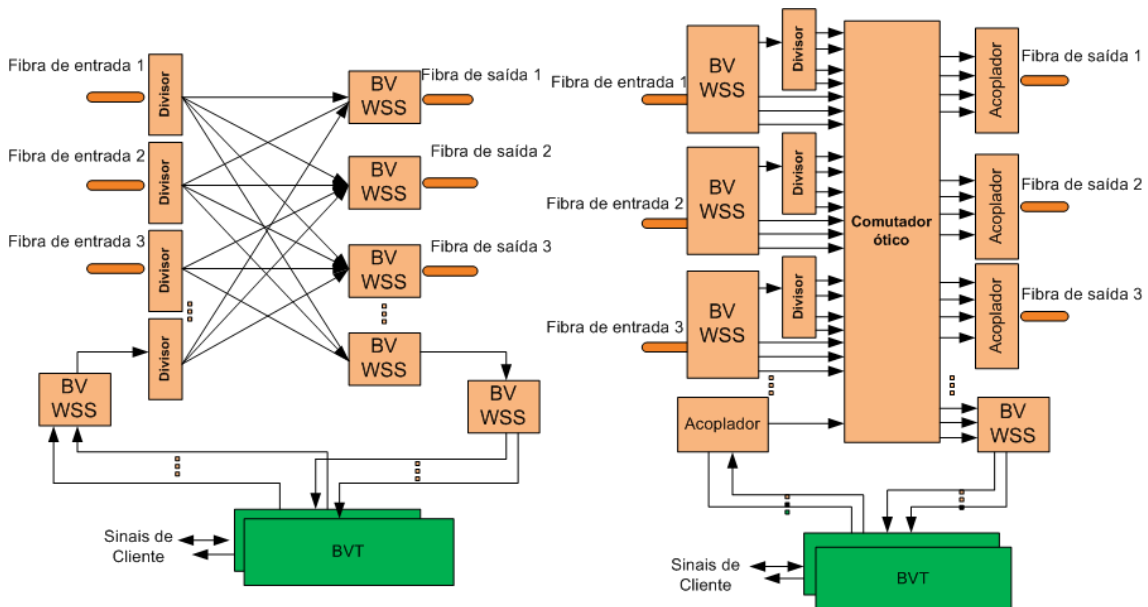 Fibra de entrada 1
Divisor
BV
WSS
Fibra de saída 1
Fibra de entrada 2
Divisor
BV
WSS
Fibra de saída 2
Fibra de entrada 3
Divisor
BV
WSS
Fibra de saída 3
Divisor
BV
WSS
BV
WSS
BV
WSS
Sinais de
Cliente
BVT
Fibra de entrada 1
BV
WSS
Divisor
Acoplador
Fibra de saída 1
Fibra de entrada 2
BV
WSS
Divisor
Comutador
ótico
Acoplador
Fibra de saída 2
Fibra de entrada 3
BV
WSS
Divisor
Acoplador
Fibra de saída 3
Acoplador
BV
WSS
Sinais de
Cliente
BVT